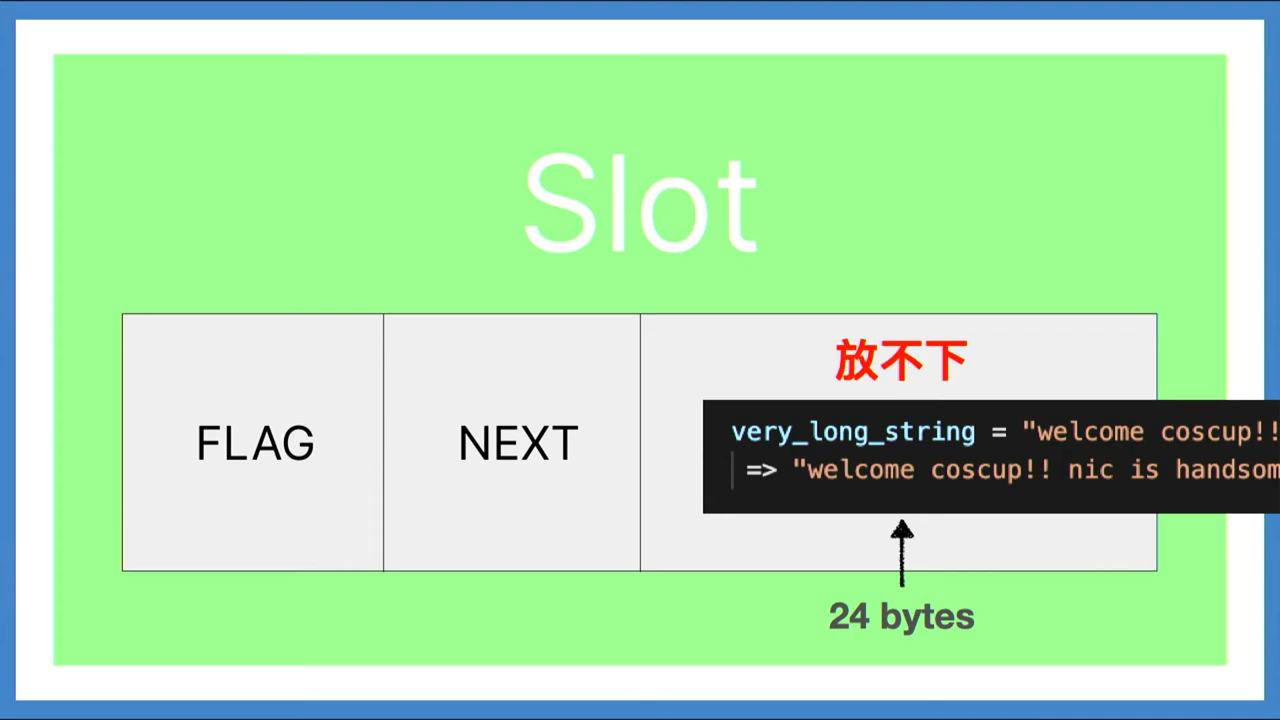 Slot
FLAG
NEXT
放不下
very_long_string = "welcome coscup!!
=> "welcome coscup!! nic is handsom
24 bytes